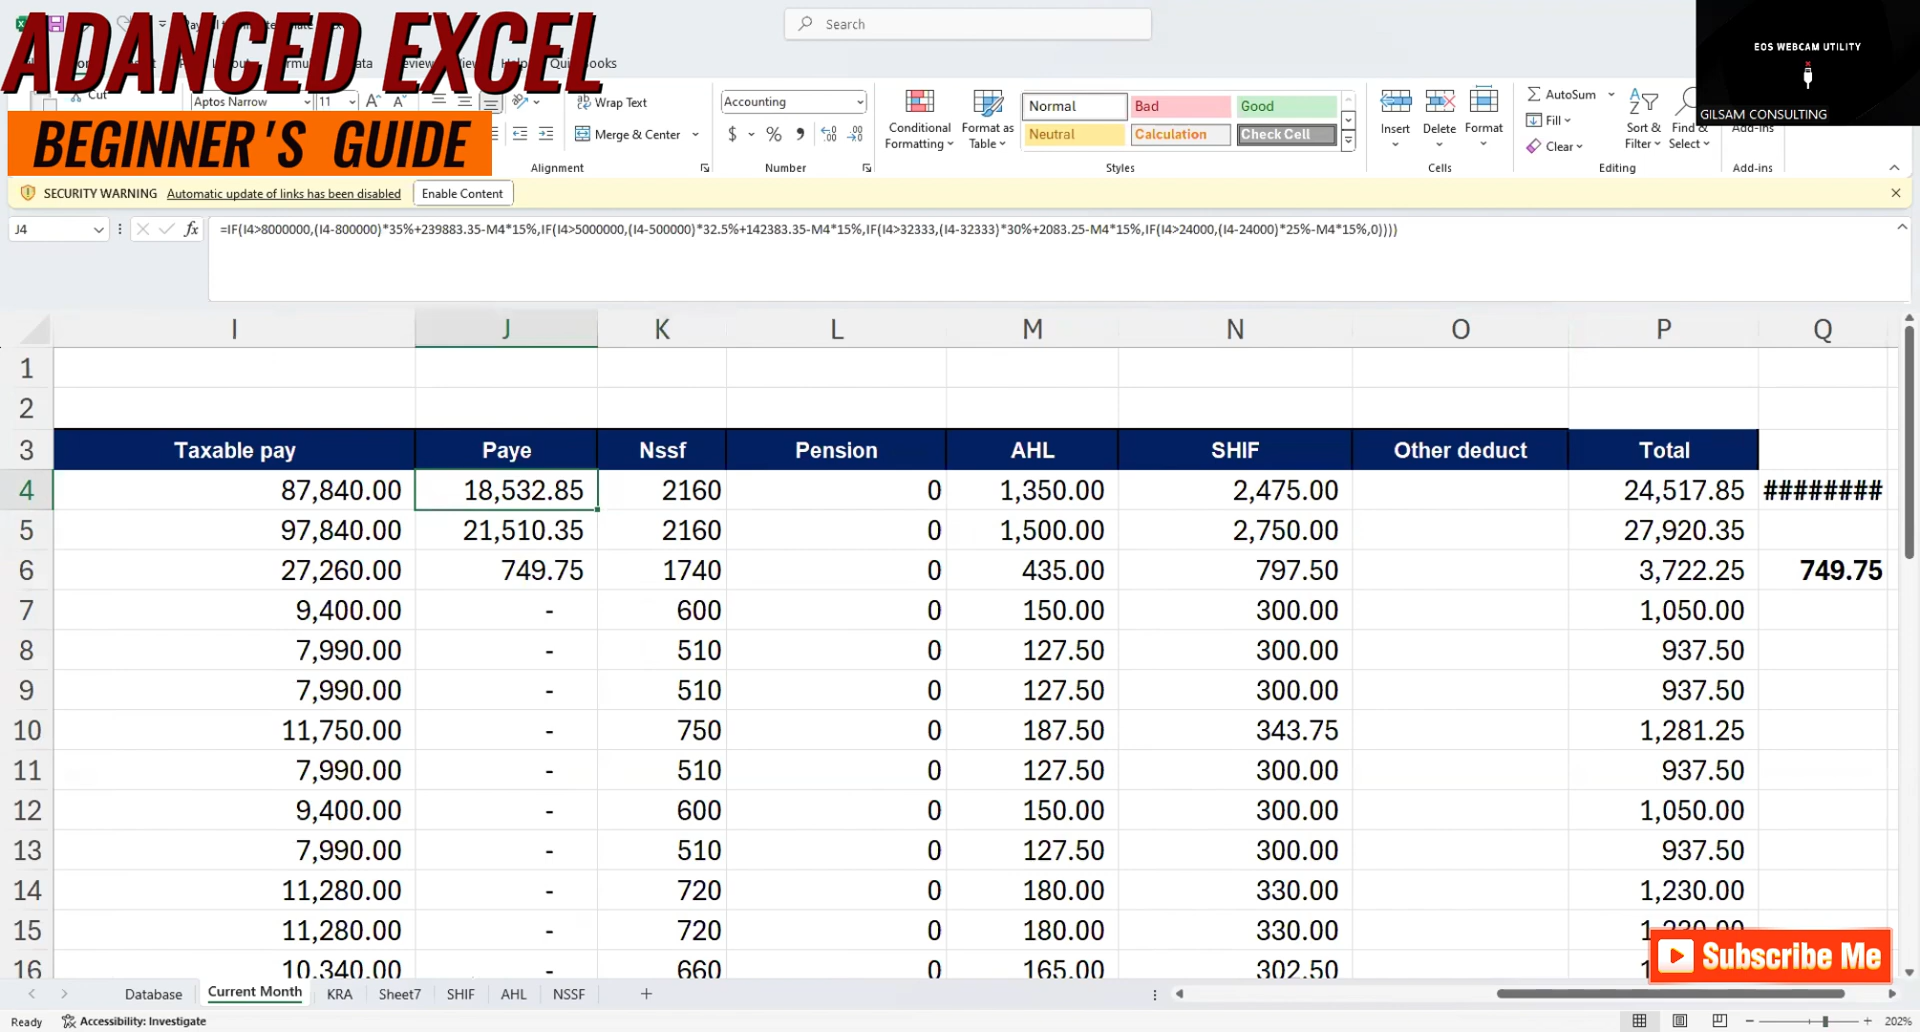 ADANCED EXCEL
BEGINNER'S GUIDE
Search
EOS WEBCAM UTILITY
GILSAM CONSULTING
Help
Cut
Aptos Narrow
11
Wrap Text
Merge & Center
Alignment
Accounting
$ % ,
Number
Conditional Formatting
Format as Table
Normal Bad Good
Neutral Calculation Check Cell
Styles
Insert Delete Format
Cells
AutoSum
Fill
Clear
Sort & Filter
Find & Select
Editing
Add-ins
Add-ins
SECURITY WARNING Automatic update of links has been disabled Enable Content
J4 fx =IF(I4>8000000,(I4-800000)*35%+239883.35-M4*15%,IF(I4>5000000,(I4-500000)*32.5%+142383.35-M4*15%,IF(I4>32333,(I4-32333)*30%+2083.25-M4*15%,IF(I4>24000,(I4-24000)*25%-M4*15%,0))))
I J K L M N O P Q
1
2
3 Taxable pay Paye Nssf Pension AHL SHIF Other deduct Total
4 87,840.00 18,532.85 2160 0 1,350.00 2,475.00 24,517.85 ########
5 97,840.00 21,510.35 2160 0 1,500.00 2,750.00 27,920.35
6 27,260.00 749.75 1740 0 435.00 797.50 3,722.25 749.75
7 9,400.00 - 600 0 150.00 300.00 1,050.00
8 7,990.00 - 510 0 127.50 300.00 937.50
9 7,990.00 - 510 0 127.50 300.00 937.50
10 11,750.00 - 750 0 187.50 343.75 1,281.25
11 7,990.00 - 510 0 127.50 300.00 937.50
12 9,400.00 - 600 0 150.00 300.00 1,050.00
13 7,990.00 - 510 0 127.50 300.00 937.50
14 11,280.00 - 720 0 180.00 330.00 1,230.00
15 11,280.00 - 720 0 180.00 330.00
16 10,340.00 - 660 0 165.00 302.50
Subscribe Me
Database Current Month KRA Sheet7 SHIF AHL NSSF +
Ready Accessibility: Investigate 202%